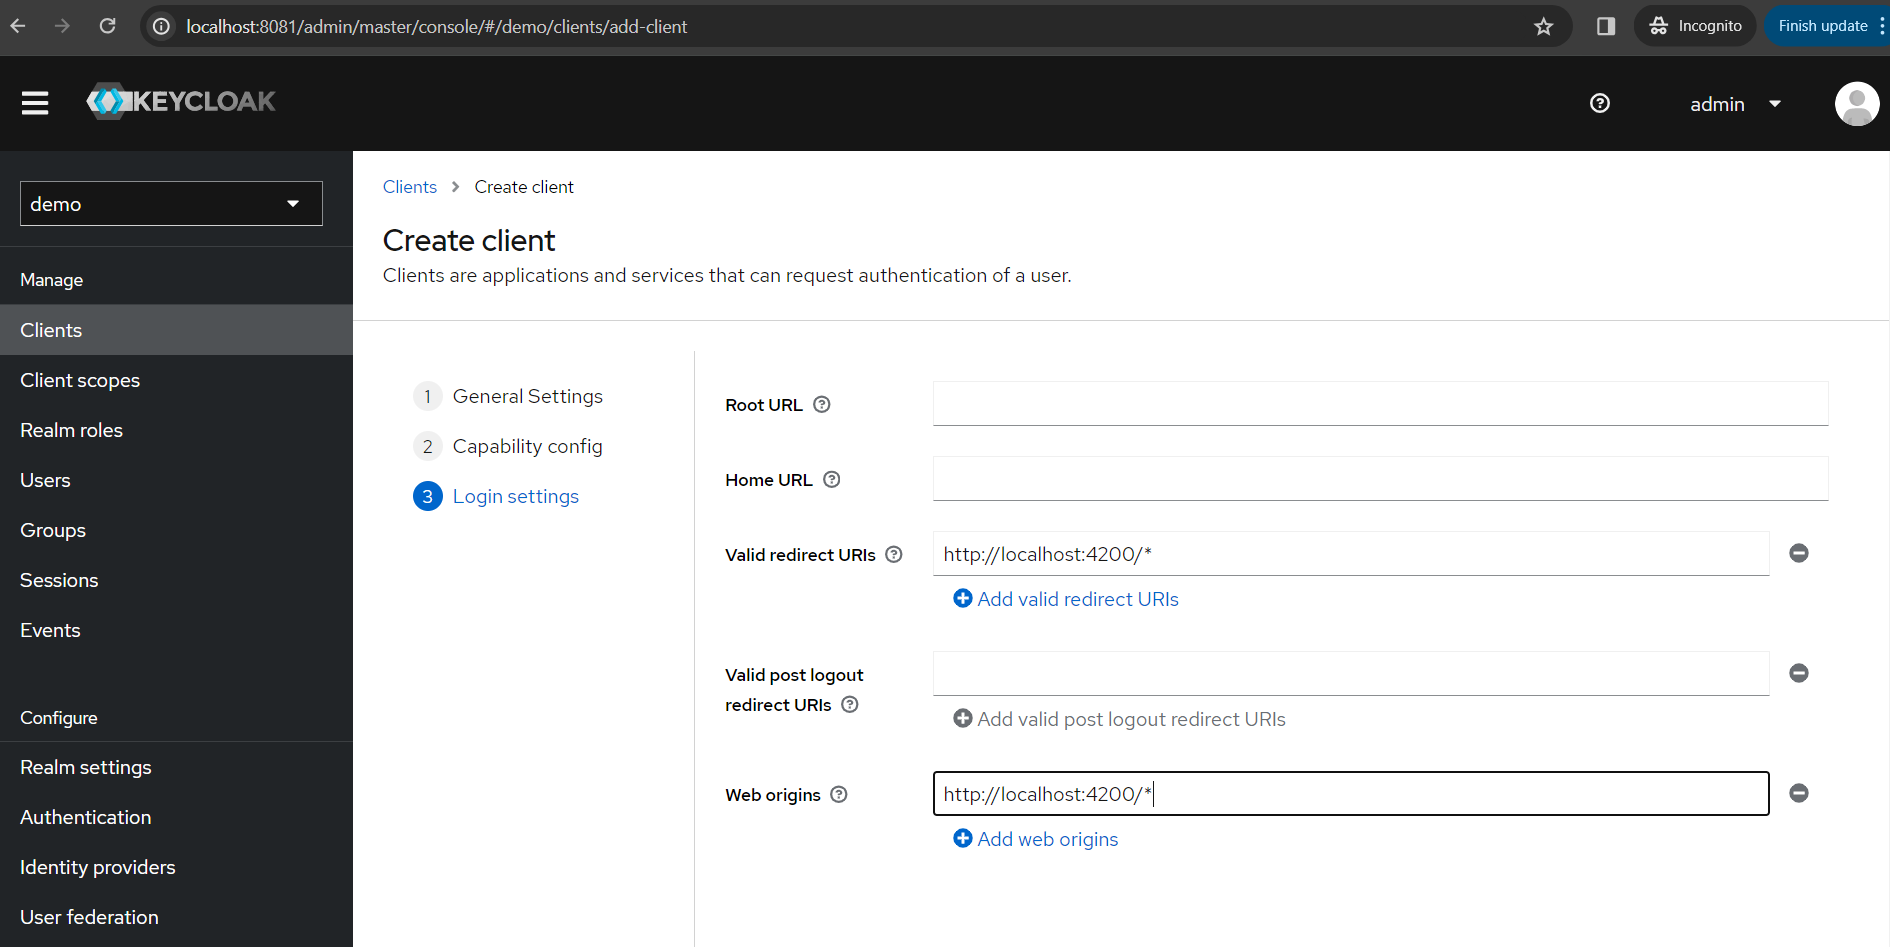 localhost:8081/admin/master/console/#/demo/clients/add-client
Incognito
Finish update
KEYCLOAK
admin
demo
Manage
Clients
Client scopes
Realm roles
Users
Groups
Sessions
Events
Configure
Realm settings
Authentication
Identity providers
User federation
Clients > Create client
Create client
Clients are applications and services that can request authentication of a user.
1 General Settings
2 Capability config
3 Login settings
Root URL
Home URL
Valid redirect URIs
http://localhost:4200/*
Add valid redirect URIs
Valid post logout
redirect URIs
Add valid post logout redirect URIs
Web origins
http://localhost:4200/*
Add web origins